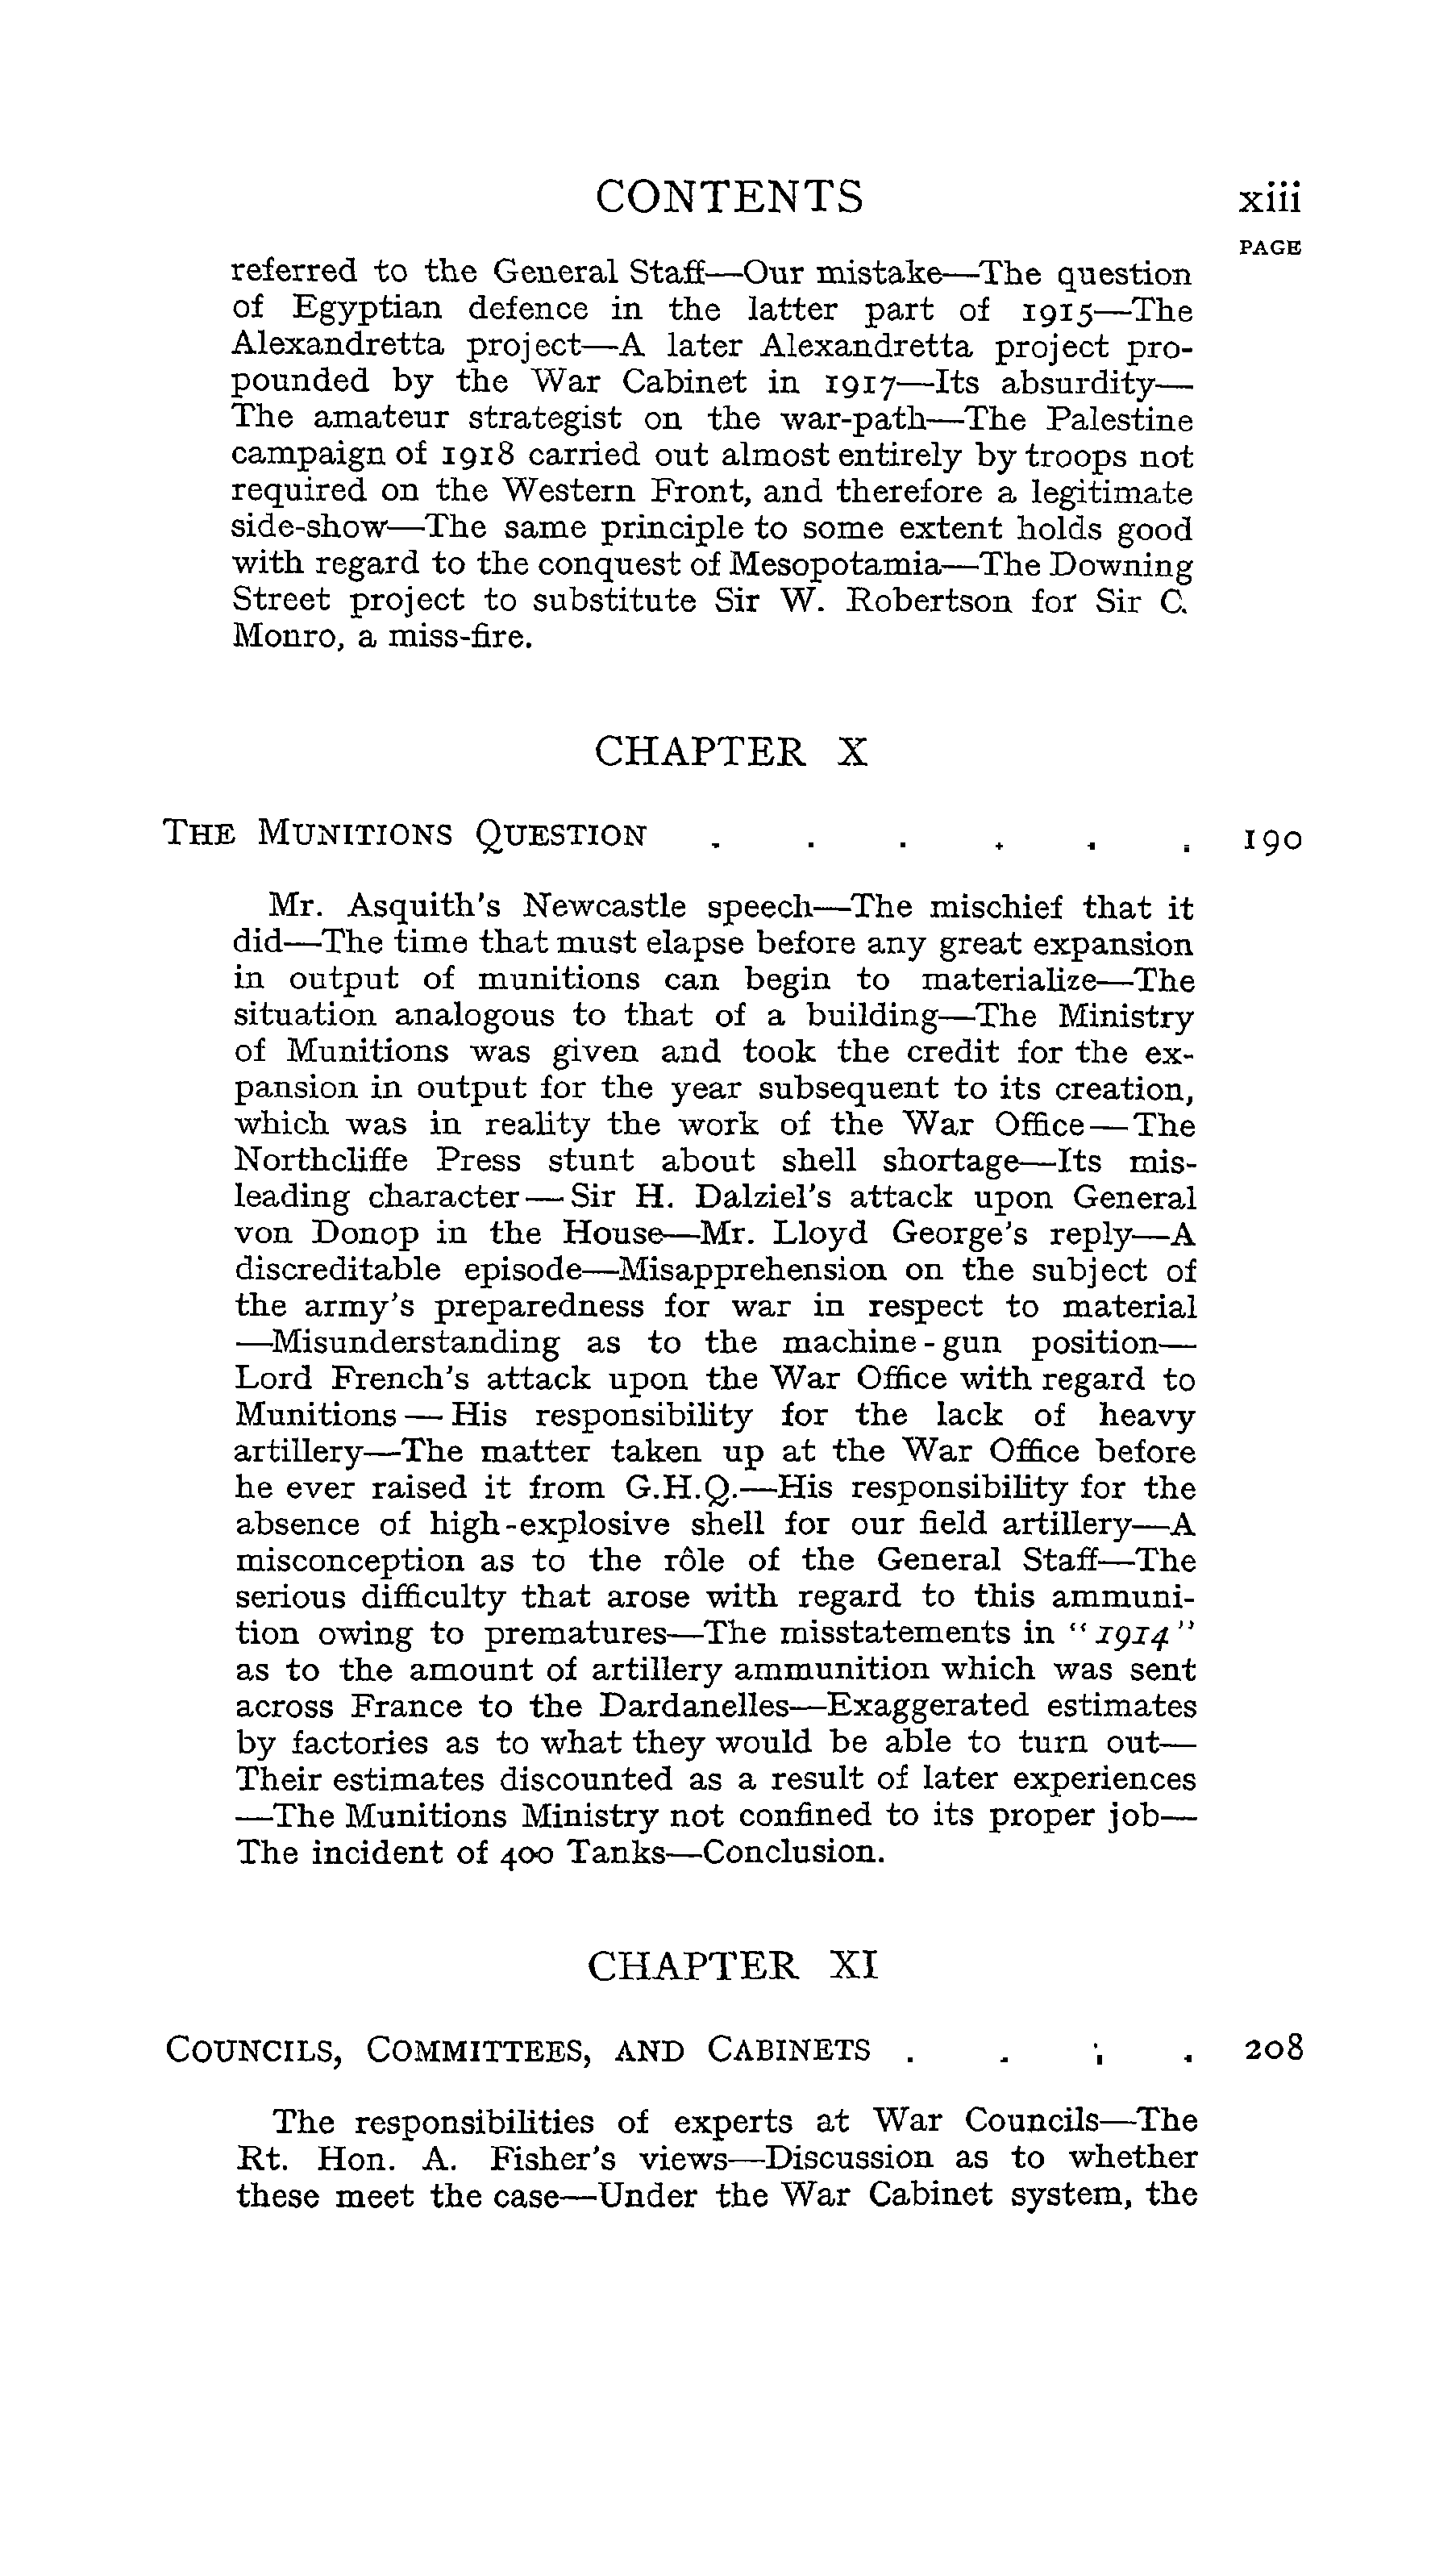 CONTENTS xiii
PAGE
referred to the General Staff—Our mistake—The question
of Egyptian defence in the latter part of 1915—The
Alexandretta project—A later Alexandretta project pro-
pounded by the War Cabinet in 1917—Its absurdity—
The amateur strategist on the war-path—The Palestine
campaign of 1918 carried out almost entirely by troops not
required on the Western Front, and therefore a legitimate
side-show—The same principle to some extent holds good
with regard to the conquest of Mesopotamia—The Downing
Street project to substitute Sir W. Robertson for Sir C.
Monro, a miss-fire.
CHAPTER X
THE MUNITIONS QUESTION . . . . . . 190
Mr. Asquith's Newcastle speech—The mischief that it
did—The time that must elapse before any great expansion
in output of munitions can begin to materialize—The
situation analogous to that of a building—The Ministry
of Munitions was given and took the credit for the ex-
pansion in output for the year subsequent to its creation,
which was in reality the work of the War Office—The
Northcliffe Press stunt about shell shortage—Its mis-
leading character—Sir H. Dalziel's attack upon General
von Donop in the House—Mr. Lloyd George's reply—A
discreditable episode—Misapprehension on the subject of
the army's preparedness for war in respect to material
—Misunderstanding as to the machine-gun position—
Lord French's attack upon the War Office with regard to
Munitions—His responsibility for the lack of heavy
artillery—The matter taken up at the War Office before
he ever raised it from G.H.Q.—His responsibility for the
absence of high-explosive shell for our field artillery—A
misconception as to the rôle of the General Staff—The
serious difficulty that arose with regard to this ammuni-
tion owing to prematures—The misstatements in "1914"
as to the amount of artillery ammunition which was sent
across France to the Dardanelles—Exaggerated estimates
by factories as to what they would be able to turn out—
Their estimates discounted as a result of later experiences
—The Munitions Ministry not confined to its proper job—
The incident of 400 Tanks—Conclusion.
CHAPTER XI
COUNCILS, COMMITTEES, AND CABINETS . . . . 208
The responsibilities of experts at War Councils—The
Rt. Hon. A. Fisher's views—Discussion as to whether
these meet the case—Under the War Cabinet system, the